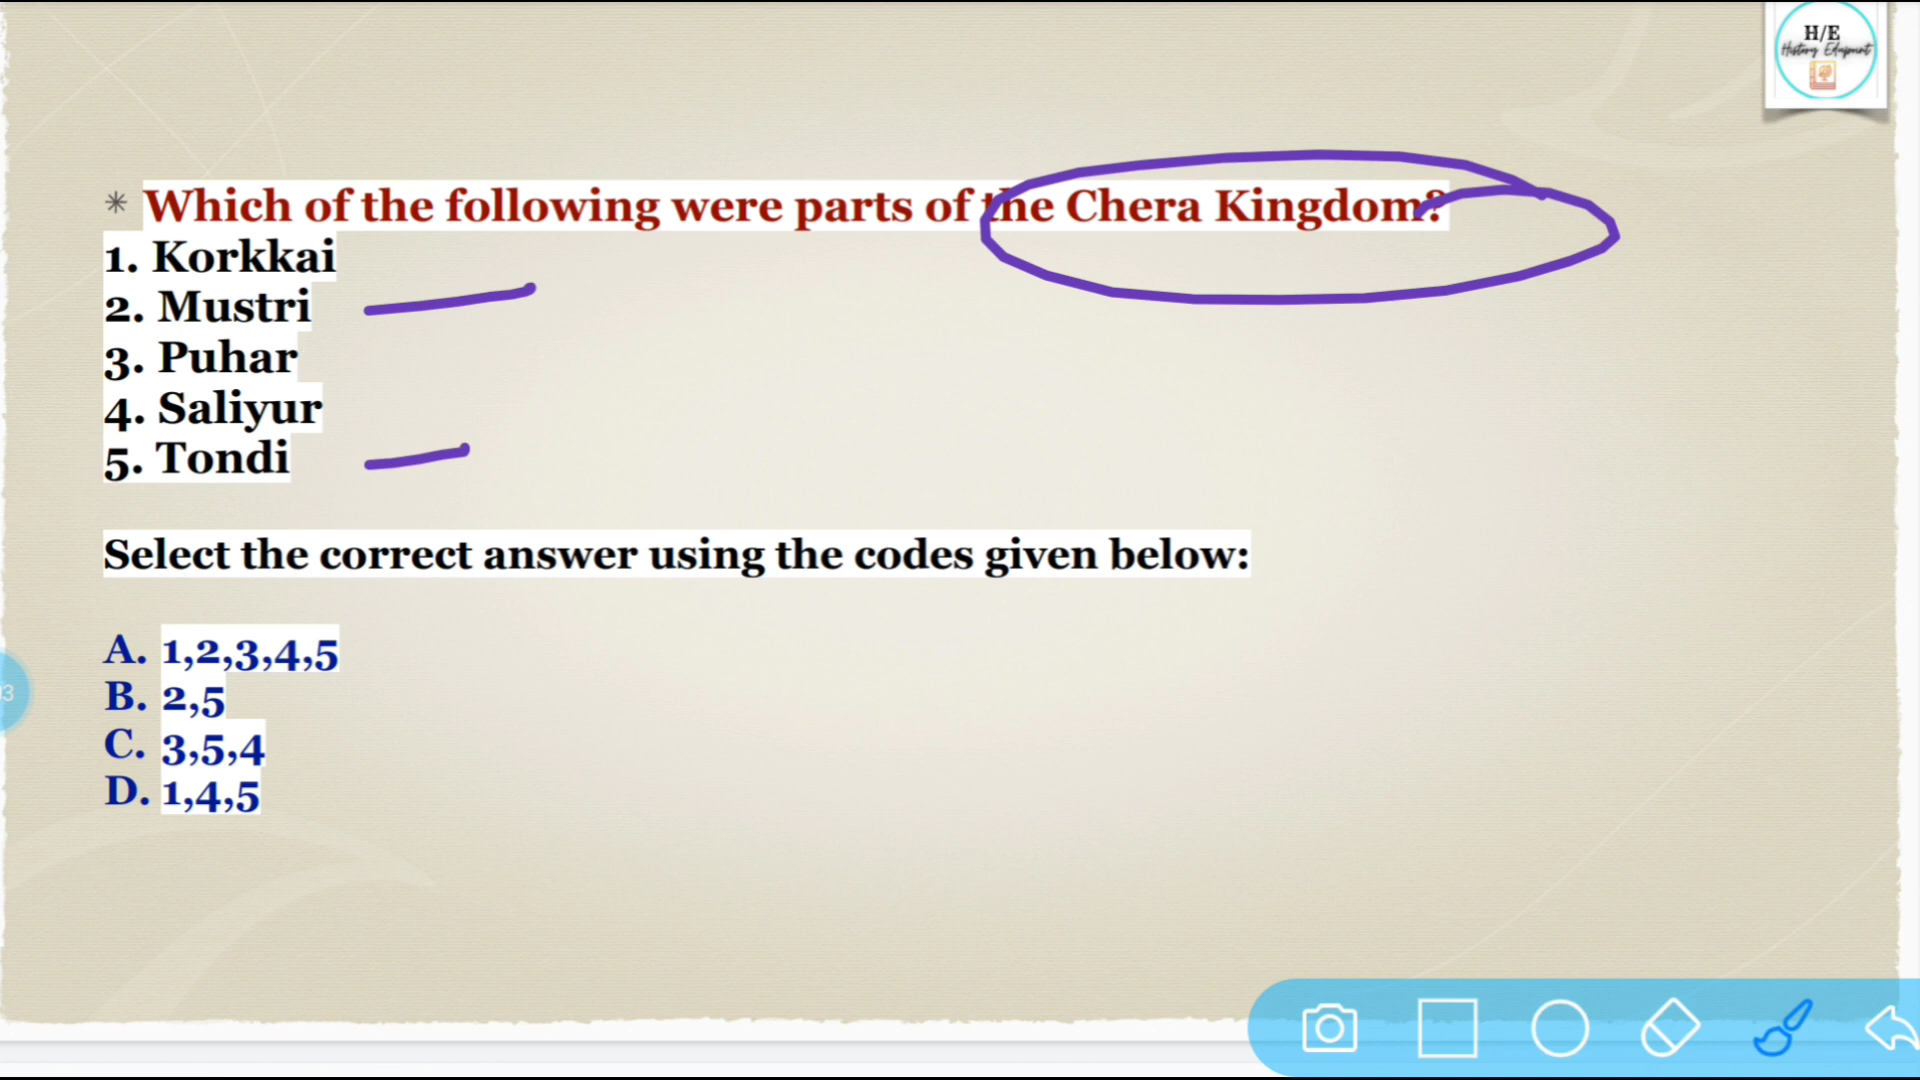 H/E
History Edupoint
Which of the following were parts of the Chera Kingdom?
1. Korkkai
2. Mustri
3. Puhar
4. Saliyur
5. Tondi
Select the correct answer using the codes given below:
A. 1,2,3,4,5
B. 2,5
C. 3,5,4
D. 1,4,5